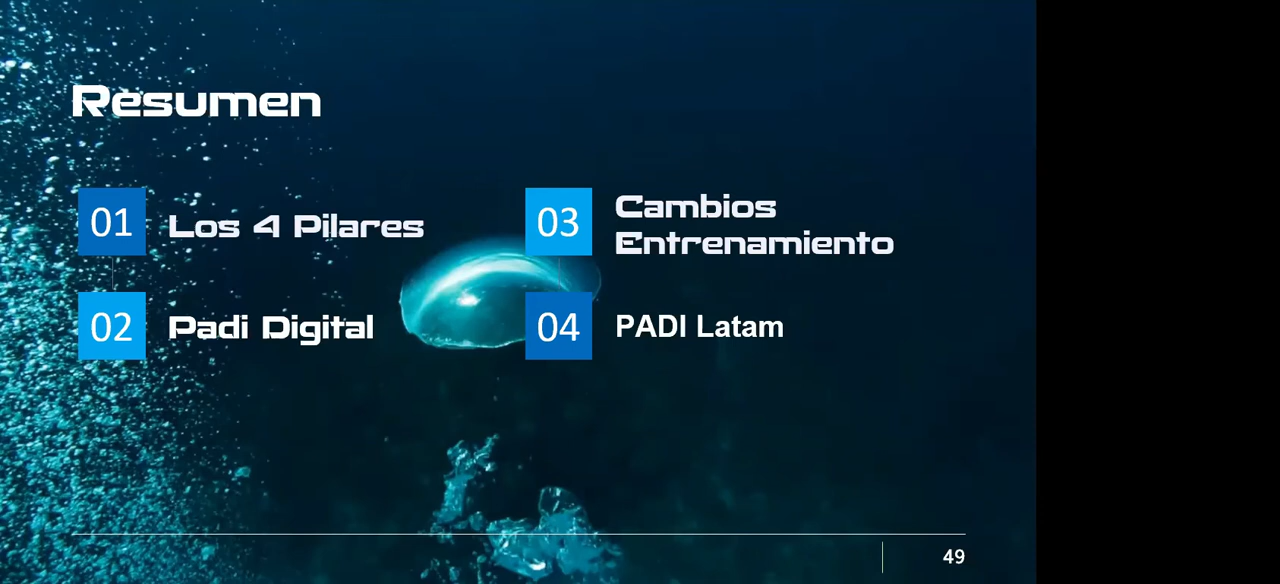 Resumen
01 Los 4 Pilares
02 Padi Digital
03 Cambios
Entrenamiento
04 PADI Latam
49